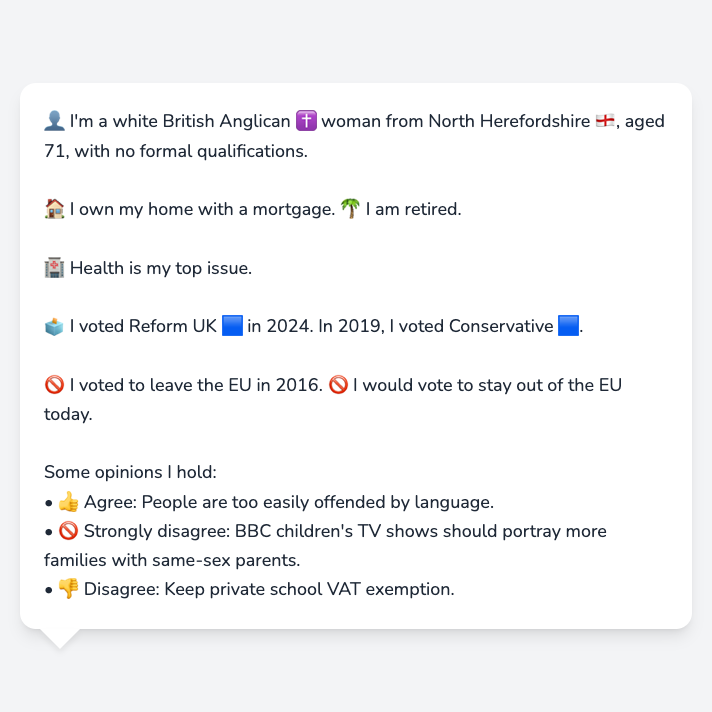 👤 I'm a white British Anglican ✝️ woman from North Herefordshire 🏴󠁧󠁢󠁥󠁮󠁧󠁿, aged
71, with no formal qualifications.
🏠 I own my home with a mortgage. 🌴 I am retired.
🏥 Health is my top issue.
🗳️ I voted Reform UK 🟦 in 2024. In 2019, I voted Conservative 🟦.
🚫 I voted to leave the EU in 2016. 🚫 I would vote to stay out of the EU
today.
Some opinions I hold:
• 👍 Agree: People are too easily offended by language.
• 🚫 Strongly disagree: BBC children's TV shows should portray more
families with same-sex parents.
• 👎 Disagree: Keep private school VAT exemption.